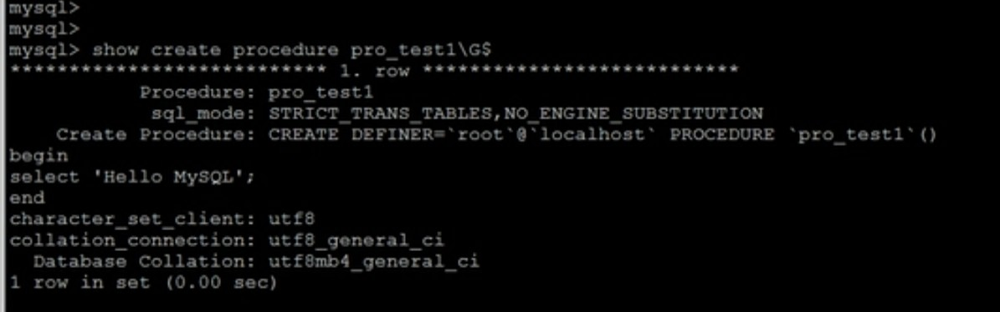 mysql>
mysql>
mysql> show create procedure pro_test1\G$
*************************** 1. row ***************************
Procedure: pro_test1
sql_mode: STRICT_TRANS_TABLES,NO_ENGINE_SUBSTITUTION
Create Procedure: CREATE DEFINER=`root`@`localhost` PROCEDURE `pro_test1`()
begin
select 'Hello MySQL';
end
character_set_client: utf8
collation_connection: utf8_general_ci
Database Collation: utf8mb4_general_ci
1 row in set (0.00 sec)